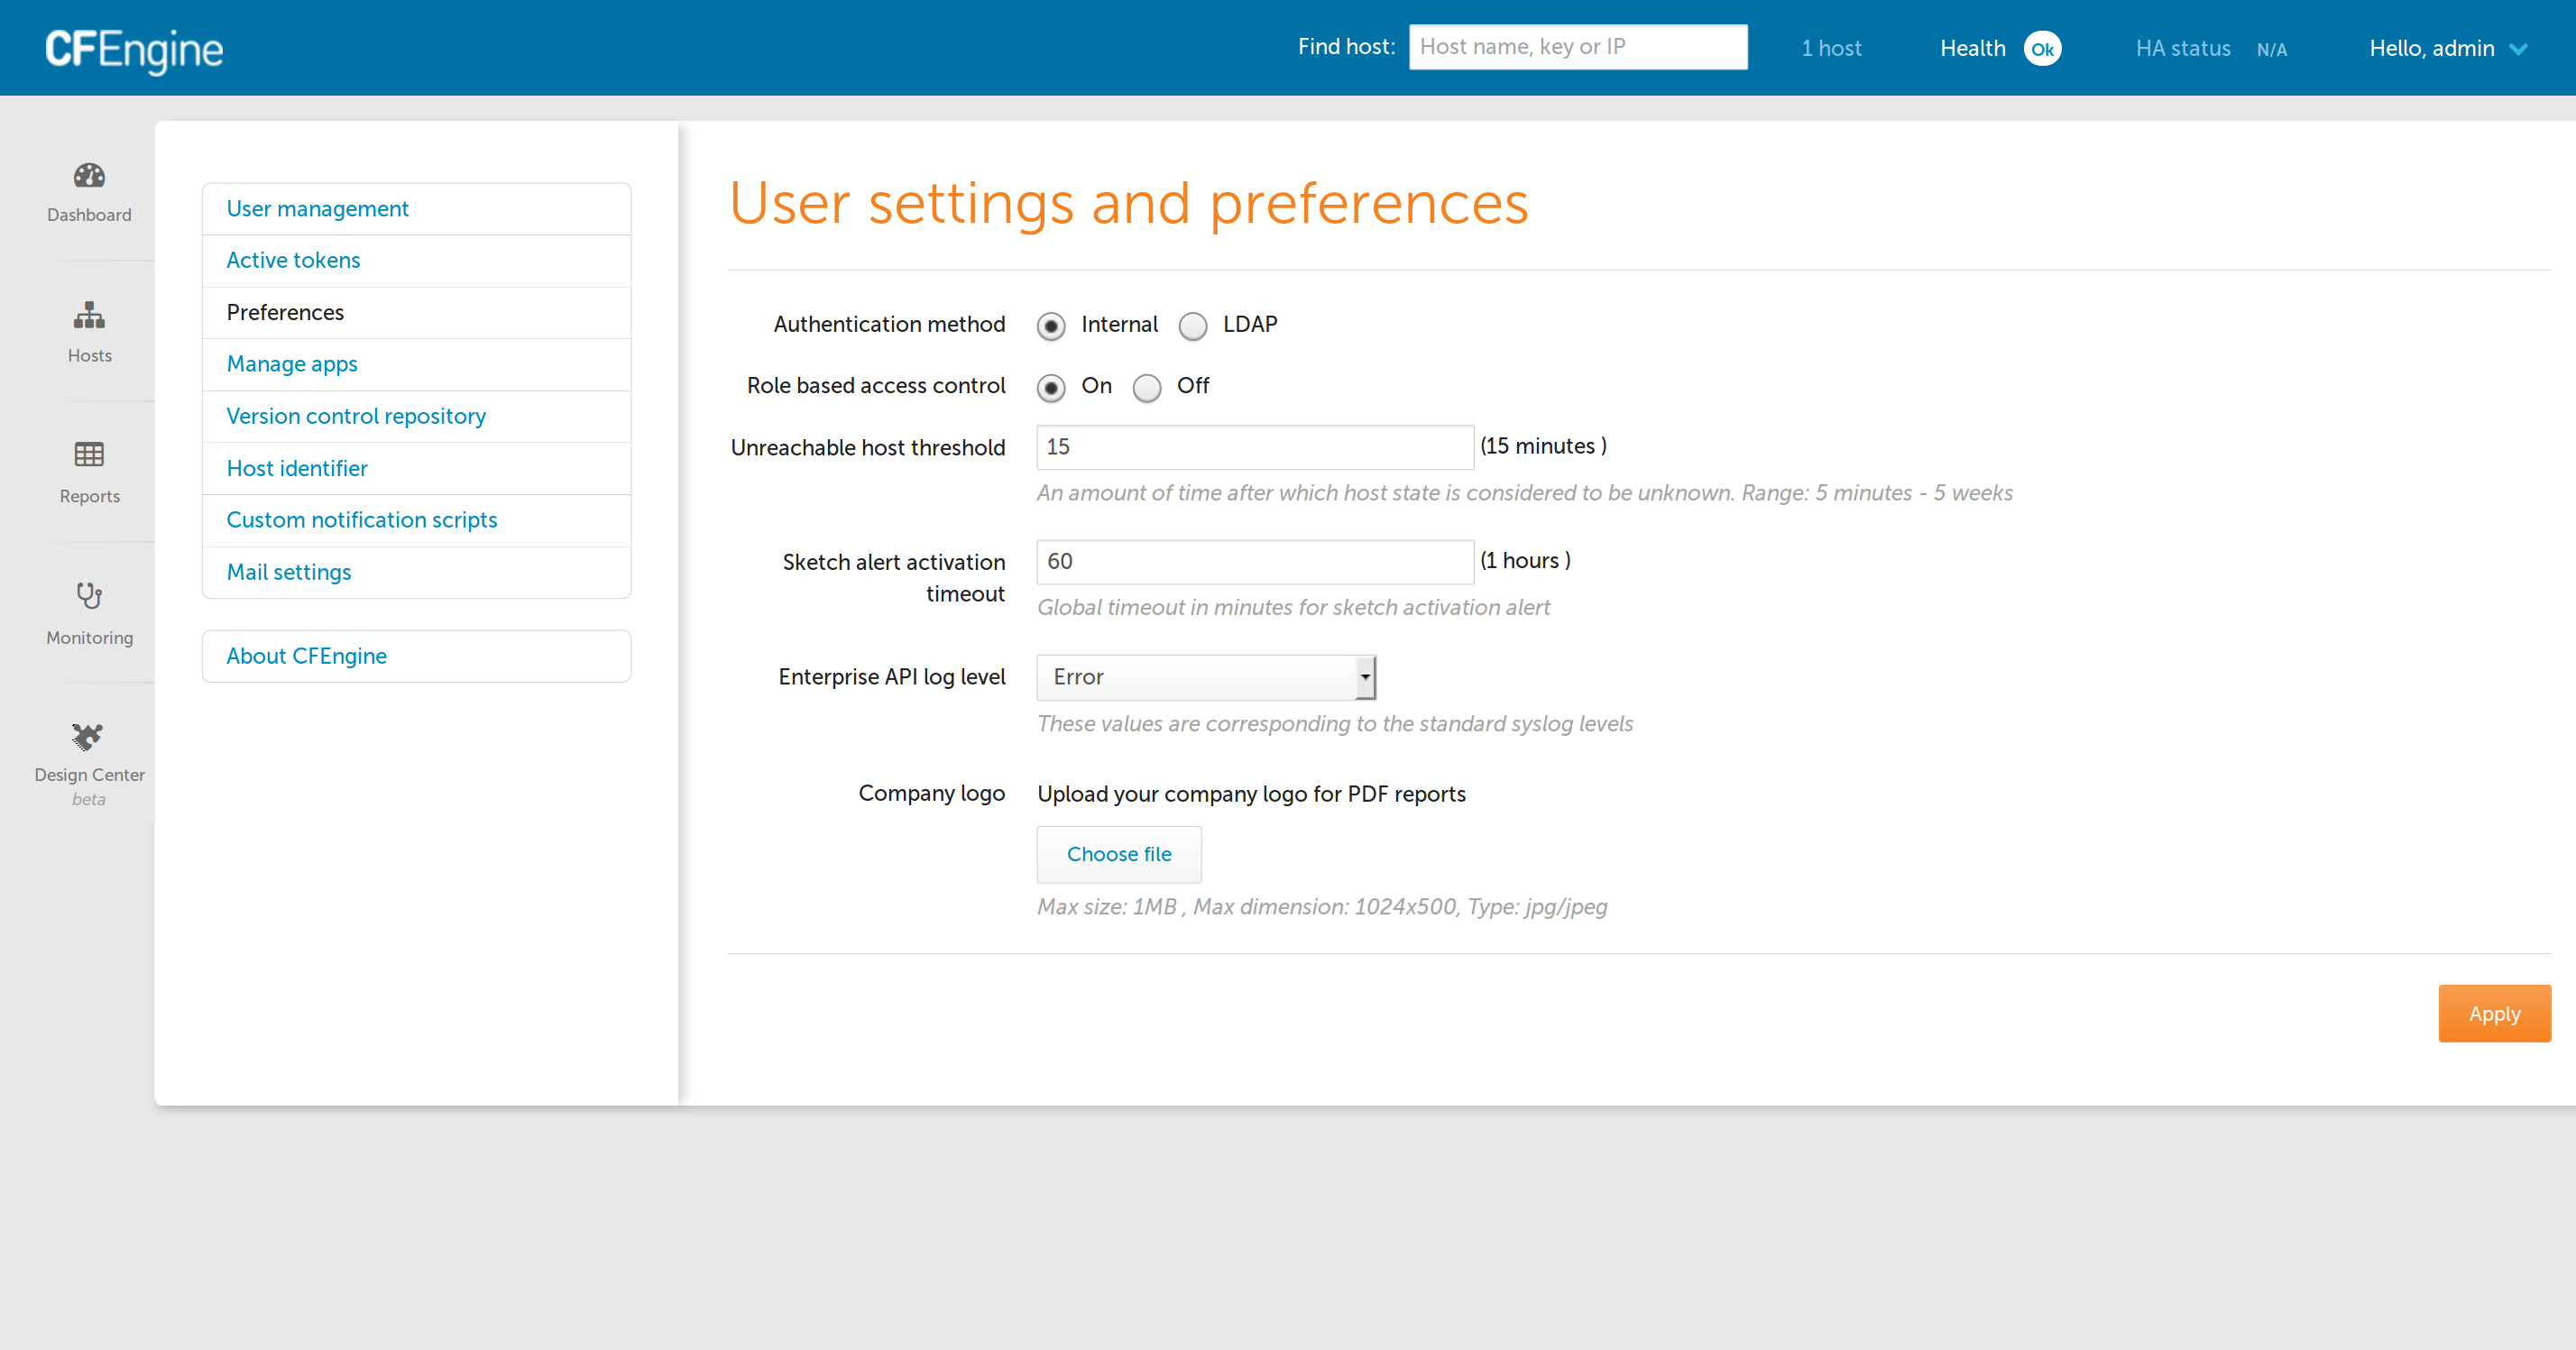 CFEngine
Find host: Host name, key or IP 1 host Health Ok HA status N/A Hello, admin
Dashboard
Hosts
Reports
Monitoring
Design Center
beta
User management
Active tokens
Preferences
Manage apps
Version control repository
Host identifier
Custom notification scripts
Mail settings
About CFEngine
User settings and preferences
Authentication method Internal LDAP
Role based access control On Off
Unreachable host threshold 15 (15 minutes )
An amount of time after which host state is considered to be unknown. Range: 5 minutes - 5 weeks
Sketch alert activation timeout 60 (1 hours )
Global timeout in minutes for sketch activation alert
Enterprise API log level Error
These values are corresponding to the standard syslog levels
Company logo Upload your company logo for PDF reports
Choose file
Max size: 1MB , Max dimension: 1024x500, Type: jpg/jpeg
Apply